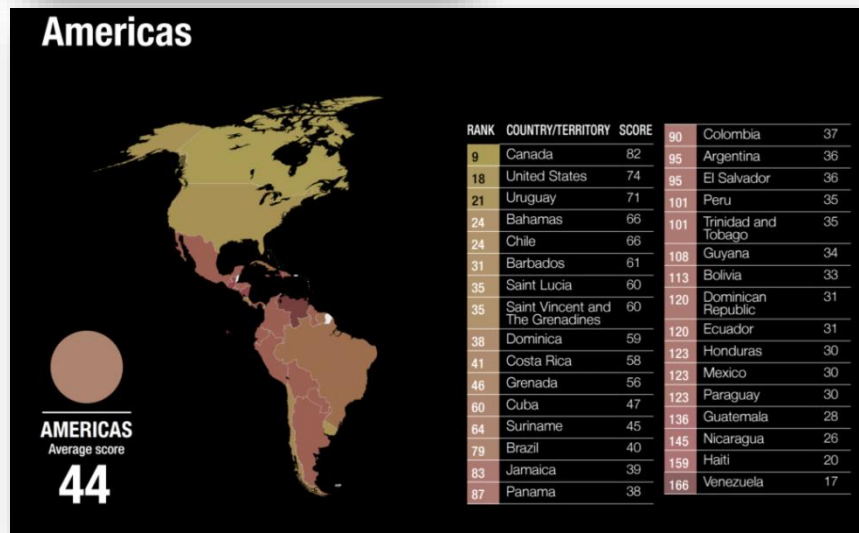 Americas
RANK COUNTRY/TERRITORY SCORE
9 Canada 82
18 United States 74
21 Uruguay 71
24 Bahamas 66
24 Chile 66
31 Barbados 61
35 Saint Lucia 60
35 Saint Vincent and 60
The Grenadines
38 Dominica 59
41 Costa Rica 58
46 Grenada 56
60 Cuba 47
64 Suriname 45
79 Brazil 40
83 Jamaica 39
87 Panama 38
90 Colombia 37
95 Argentina 36
95 El Salvador 36
101 Peru 35
101 Trinidad and 35
Tobago
108 Guyana 34
113 Bolivia 33
120 Dominican 31
Republic
120 Ecuador 31
123 Honduras 30
123 Mexico 30
123 Paraguay 30
136 Guatemala 28
145 Nicaragua 26
159 Haiti 20
166 Venezuela 17
AMERICAS
Average score
44